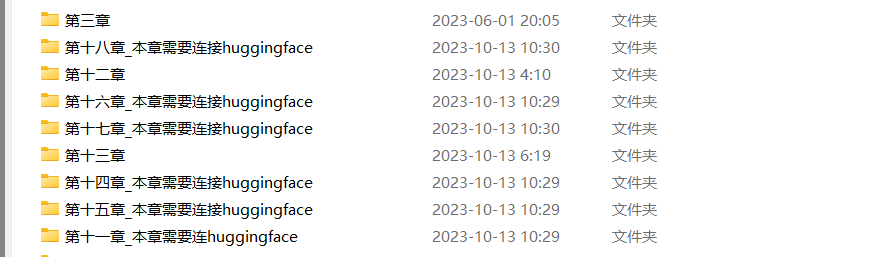 第三章 2023-06-01 20:05 文件夹
第十八章_本章需要连接huggingface 2023-10-13 10:30 文件夹
第十二章 2023-10-13 4:10 文件夹
第十六章_本章需要连接huggingface 2023-10-13 10:29 文件夹
第十七章_本章需要连接huggingface 2023-10-13 10:30 文件夹
第十三章 2023-10-13 6:19 文件夹
第十四章_本章需要连接huggingface 2023-10-13 10:29 文件夹
第十五章_本章需要连接huggingface 2023-10-13 10:29 文件夹
第十一章_本章需要连huggingface 2023-10-13 10:29 文件夹